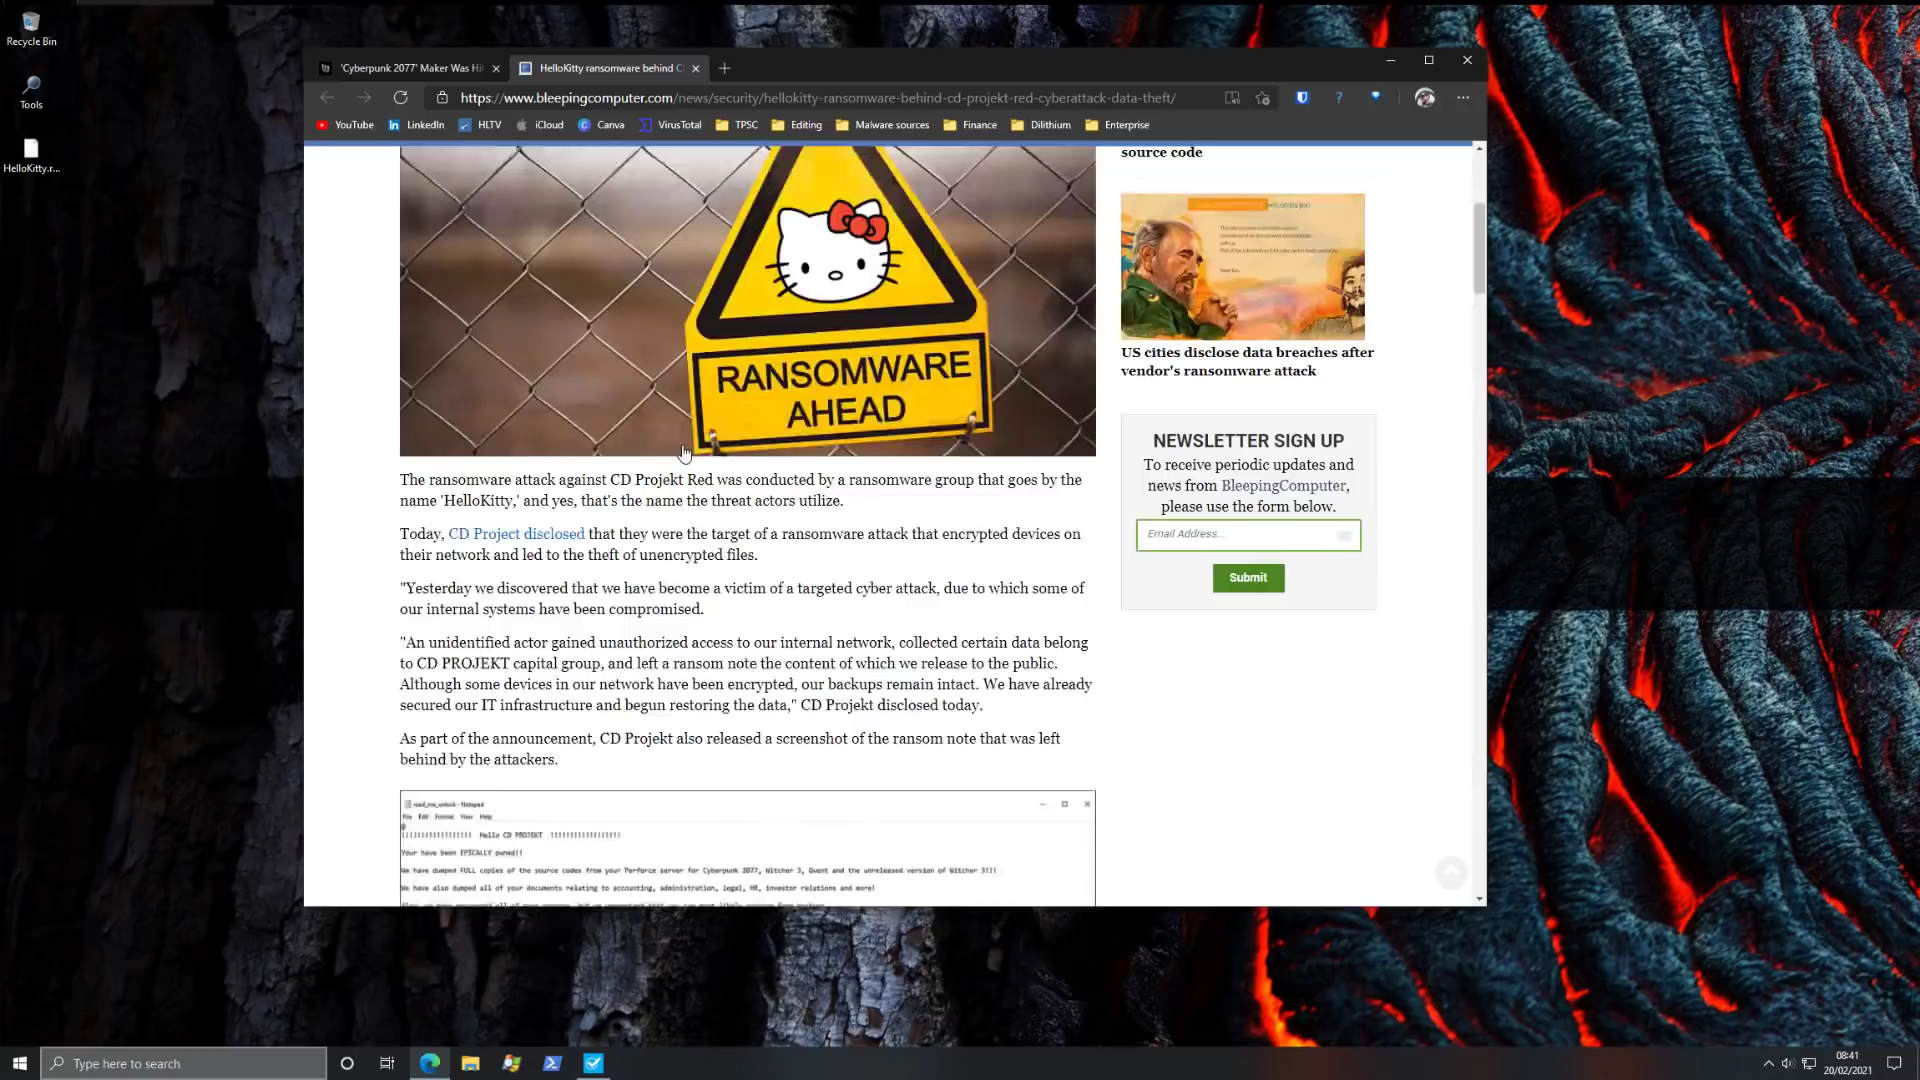 Recycle Bin
Tools
HelloKitty.r...
'Cyberpunk 2077' Maker Was Hi
HelloKitty ransomware behind C
https://www.bleepingcomputer.com/news/security/hellokitty-ransomware-behind-cd-projekt-red-cyberattack-data-theft/
YouTube
LinkedIn
HLTV
iCloud
Canva
VirusTotal
TPSC
Editing
Malware sources
Finance
Dilithium
Enterprise
RANSOMWARE
AHEAD
The ransomware attack against CD Projekt Red was conducted by a ransomware group that goes by the
name 'HelloKitty,' and yes, that's the name the threat actors utilize.
Today, CD Project disclosed that they were the target of a ransomware attack that encrypted devices on
their network and led to the theft of unencrypted files.
"Yesterday we discovered that we have become a victim of a targeted cyber attack, due to which some of
our internal systems have been compromised.
"An unidentified actor gained unauthorized access to our internal network, collected certain data belong
to CD PROJEKT capital group, and left a ransom note the content of which we release to the public.
Although some devices in our network have been encrypted, our backups remain intact. We have already
secured our IT infrastructure and begun restoring the data," CD Projekt disclosed today.
As part of the announcement, CD Projekt also released a screenshot of the ransom note that was left
behind by the attackers.
read_me_unlock - Notepad
File Edit Format View Help
!!!!!!!!!!!!!!!!!! Hello CD PROJEKT !!!!!!!!!!!!!!!!!!
Your have been EPICALLY pwned!!
We have dumped FULL copies of the source codes from your Perforce server for Cyberpunk 2077, Witcher 3, Gwent and the unreleased version of Witcher 3!!!
We have also dumped all of your documents relating to accounting, administration, legal, HR, investor relations and more!
source code
US cities disclose data breaches after
vendor's ransomware attack
NEWSLETTER SIGN UP
To receive periodic updates and
news from BleepingComputer,
please use the form below.
Email Address...
Submit
Type here to search
08:41
20/02/2021